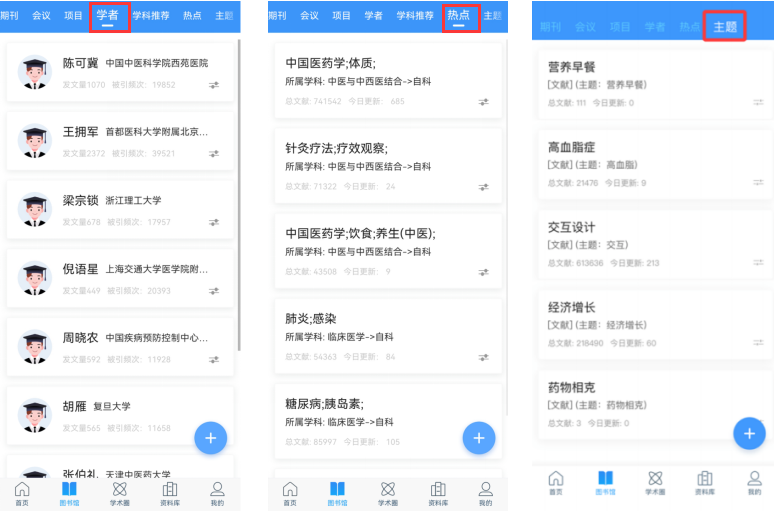 期刊 会议 项目 学者 学科推荐 热点 主题
陈可冀 中国中医科学院西苑医院
发文量1070 被引频次: 19852
王拥军 首都医科大学附属北京...
发文量2372 被引频次: 39521
梁宗锁 浙江理工大学
发文量678 被引频次: 17957
倪语星 上海交通大学医学院附...
发文量449 被引频次: 20393
周晓农 中国疾病预防控制中心...
发文量592 被引频次: 11928
胡雁 复旦大学
发文量565 被引频次: 11658
张伯礼 天津中医药大学
+
首页 图书馆 学术圈 资料库 我的
期刊 会议 项目 学者 学科推荐 热点 主题
中国医药学;体质;
所属学科: 中医与中西医结合->自科
总文献: 741542 今日更新: 685
针灸疗法;疗效观察;
所属学科: 中医与中西医结合->自科
总文献: 71322 今日更新: 24
中国医药学;饮食;养生(中医);
所属学科: 中医与中西医结合->自科
总文献: 43508 今日更新: 9
肺炎;感染
所属学科: 临床医学->自科
总文献: 54363 今日更新: 84
糖尿病;胰岛素;
所属学科: 临床医学->自科
总文献: 85997 今日更新: 105
+
首页 图书馆 学术圈 资料库 我的
期刊 会议 项目 学者 热点 主题
营养早餐
[文献] (主题: 营养早餐)
总文献: 111 今日更新: 0
高血脂症
[文献] (主题: 高血脂)
总文献: 21476 今日更新: 9
交互设计
[文献] (主题: 交互)
总文献: 613636 今日更新: 213
经济增长
[文献] (主题: 经济增长)
总文献: 218490 今日更新: 60
药物相克
[文献] (主题: 药物相克)
总文献: 3 今日更新: 0
+
首页 图书馆 学术圈 资料库 我的